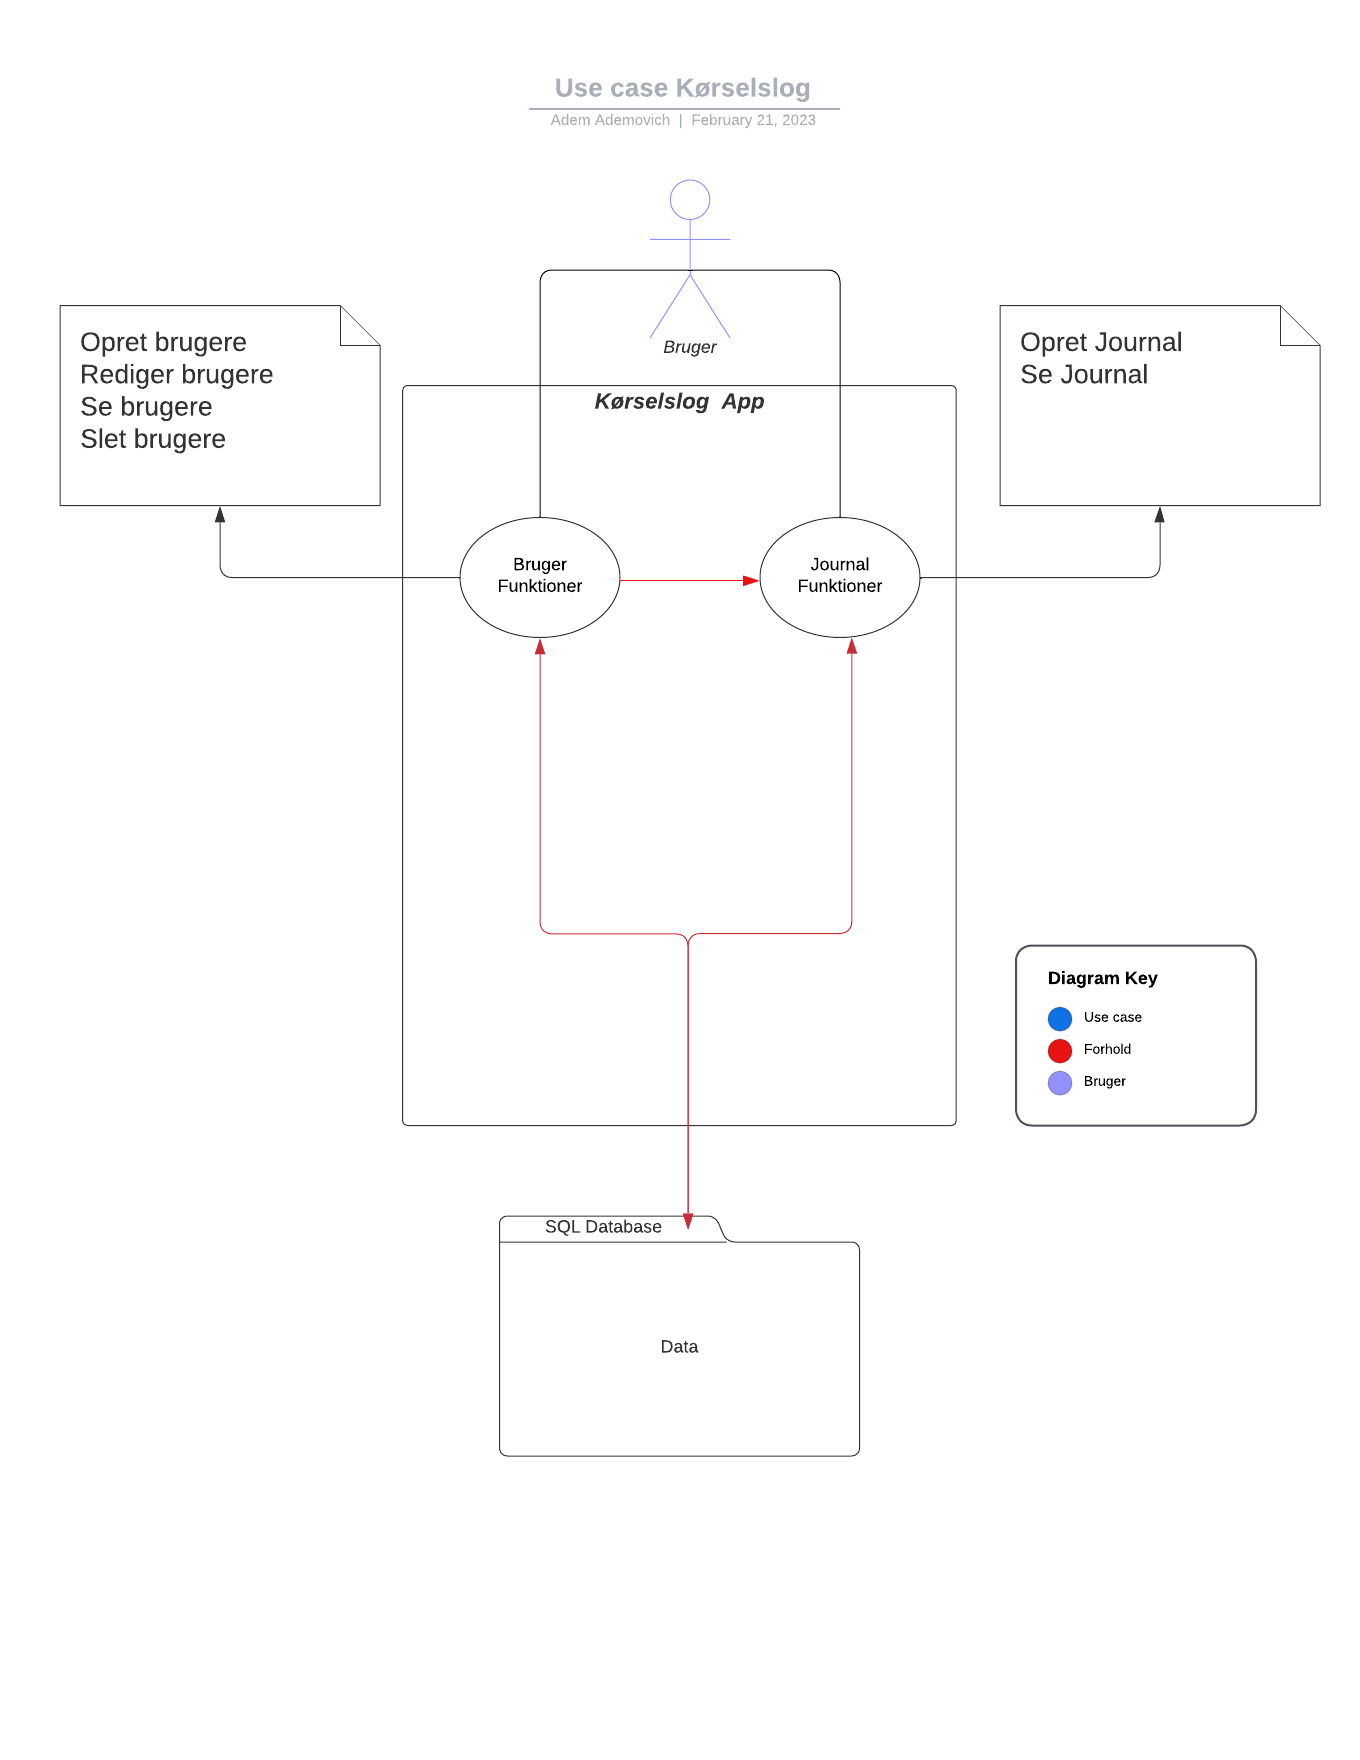 Use case Kørselslog
Adem Ademovich | February 21, 2023
Bruger
Opret brugere
Rediger brugere
Se brugere
Slet brugere
Opret Journal
Se Journal
Kørselslog App
Bruger
Funktioner
Journal
Funktioner
Diagram Key
Use case
Forhold
Bruger
SQL Database
Data